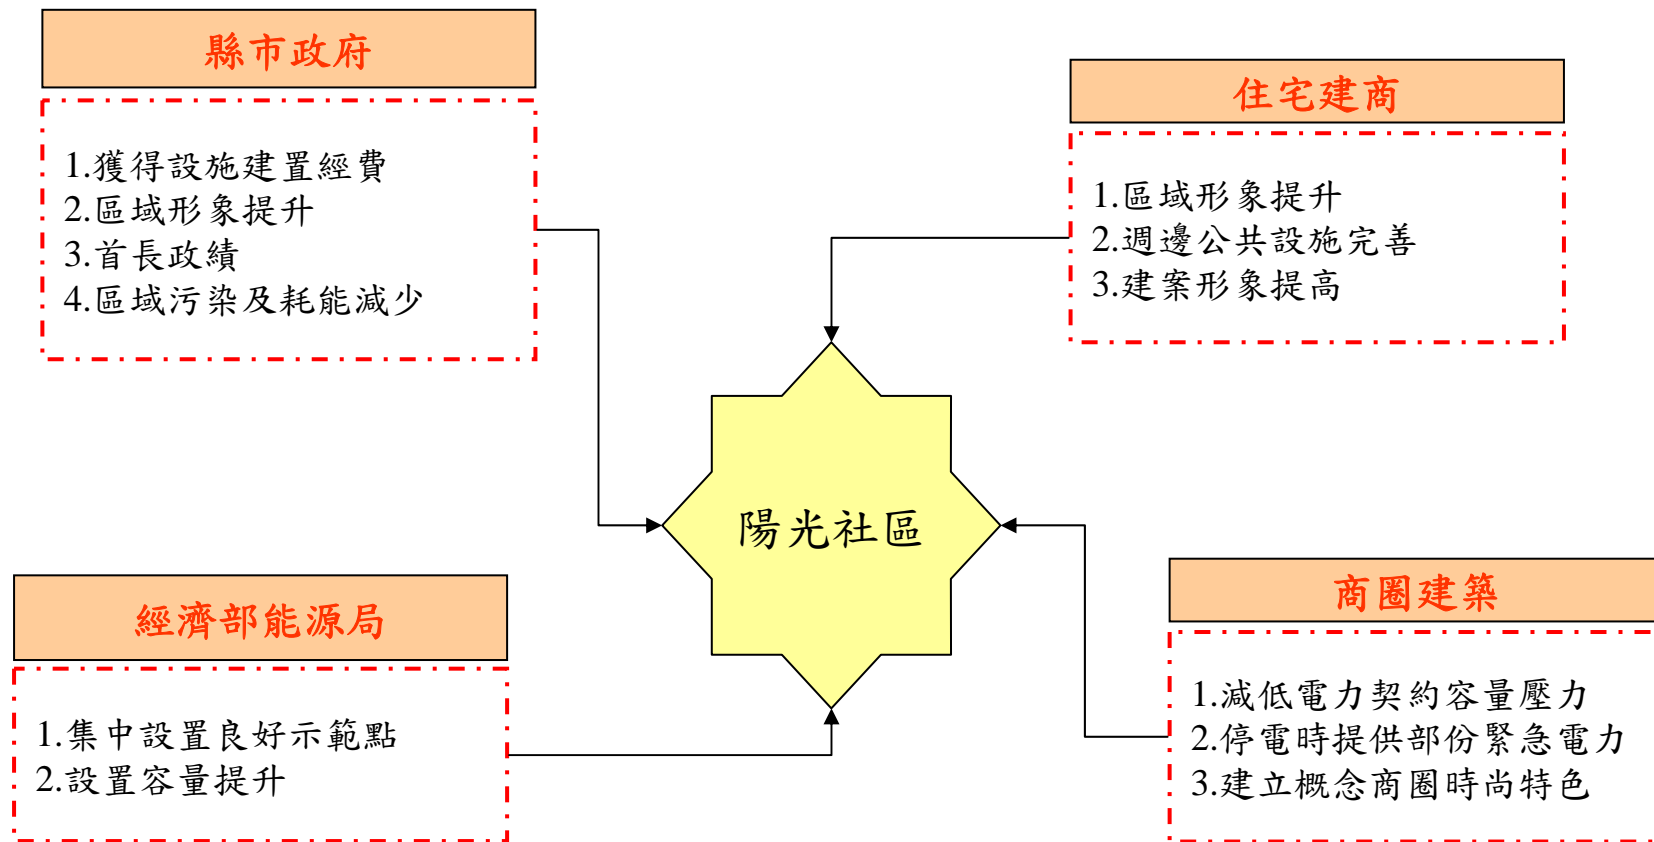 縣市政府
1.獲得設施建置經費
2.區域形象提升
3.首長政績
4.區域污染及耗能減少
住宅建商
1.區域形象提升
2.週邊公共設施完善
3.建案形象提高
陽光社區
經濟部能源局
1.集中設置良好示範點
2.設置容量提升
商圈建築
1.減低電力契約容量壓力
2.停電時提供部份緊急電力
3.建立概念商圈時尚特色